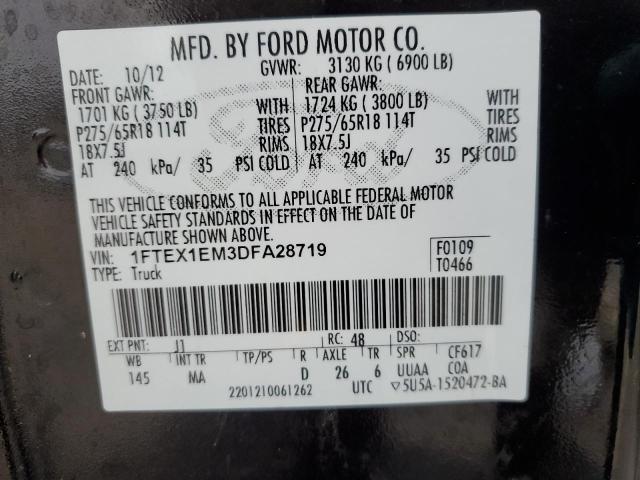 MFD. BY FORD MOTOR CO.
DATE: 10/12 GVWR: 3130 KG ( 6900 LB)
FRONT GAWR: REAR GAWR:
1701 KG ( 3750 LB) WITH 1724 KG ( 3800 LB) WITH
P275/65R18 114T TIRES P275/65R18 114T TIRES
18X7.5J RIMS 18X7.5J RIMS
AT 240 kPa/ 35 PSI COLD AT 240 kPa/ 35 PSI COLD
THIS VEHICLE CONFORMS TO ALL APPLICABLE FEDERAL MOTOR
VEHICLE SAFETY STANDARDS IN EFFECT ON THE DATE OF
MANUFACTURE SHOWN ABOVE.
VIN: 1FTEX1EM3DFA28719 F0109
TYPE: Truck T0466
EXT PNT: J1 RC: 48 DSO:
WB INT TR TP/PS R AXLE TR SPR CF617
145 MA D 26 6 UUAA COA
2201210061262 UTC ▽5U5A-1520472-BA